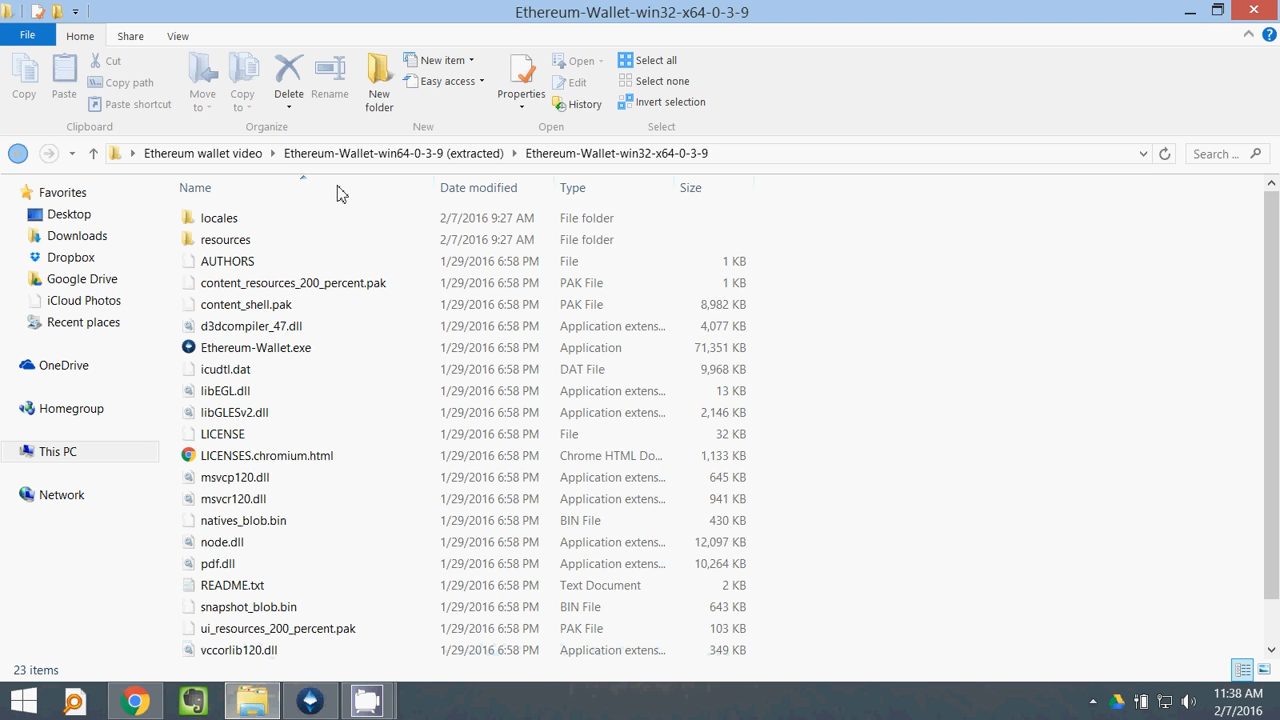 Ethereum-Wallet-win32-x64-0-3-9
File Home Share View
Copy
Paste
Cut
Copy path
Paste shortcut
Clipboard
Move to
Copy to
Delete
Rename
Organize
New folder
New item
Easy access
New
Properties
Open
Edit
History
Open
Select all
Select none
Invert selection
Select
Ethereum wallet video Ethereum-Wallet-win64-0-3-9 (extracted) Ethereum-Wallet-win32-x64-0-3-9 Search ...
Favorites
Desktop
Downloads
Dropbox
Google Drive
iCloud Photos
Recent places
OneDrive
Homegroup
This PC
Network
Name Date modified Type Size
locales 2/7/2016 9:27 AM File folder
resources 2/7/2016 9:27 AM File folder
AUTHORS 1/29/2016 6:58 PM File 1 KB
content_resources_200_percent.pak 1/29/2016 6:58 PM PAK File 1 KB
content_shell.pak 1/29/2016 6:58 PM PAK File 8,982 KB
d3dcompiler_47.dll 1/29/2016 6:58 PM Application extens... 4,077 KB
Ethereum-Wallet.exe 1/29/2016 6:58 PM Application 71,351 KB
icudtl.dat 1/29/2016 6:58 PM DAT File 9,968 KB
libEGL.dll 1/29/2016 6:58 PM Application extens... 13 KB
libGLESv2.dll 1/29/2016 6:58 PM Application extens... 2,146 KB
LICENSE 1/29/2016 6:58 PM File 32 KB
LICENSES.chromium.html 1/29/2016 6:58 PM Chrome HTML Do... 1,133 KB
msvcp120.dll 1/29/2016 6:58 PM Application extens... 645 KB
msvcr120.dll 1/29/2016 6:58 PM Application extens... 941 KB
natives_blob.bin 1/29/2016 6:58 PM BIN File 430 KB
node.dll 1/29/2016 6:58 PM Application extens... 12,097 KB
pdf.dll 1/29/2016 6:58 PM Application extens... 10,264 KB
README.txt 1/29/2016 6:58 PM Text Document 2 KB
snapshot_blob.bin 1/29/2016 6:58 PM BIN File 643 KB
ui_resources_200_percent.pak 1/29/2016 6:58 PM PAK File 103 KB
vccorlib120.dll 1/29/2016 6:58 PM Application extens... 349 KB
23 items
11:38 AM
2/7/2016